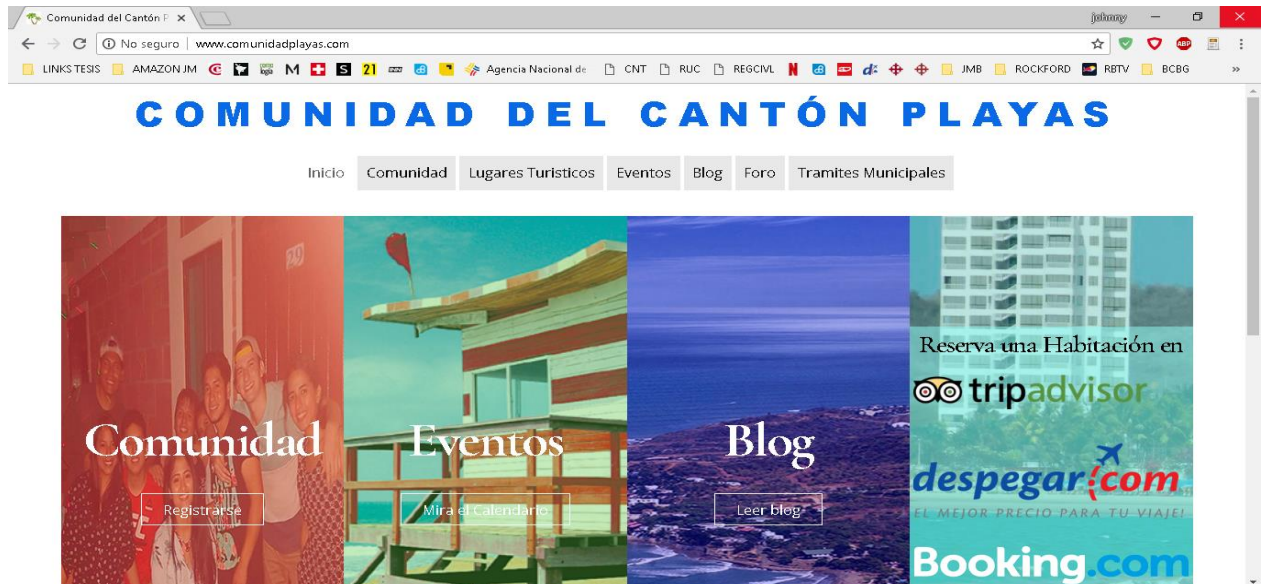 Comunidad del Cantón P
johnny
No seguro | www.comunidadplayas.com
LINKS TESIS AMAZON JM M S 21 Agencia Nacional de CNT RUC REGCIVL N JMB ROCKFORD RBTV BCBG »
COMUNIDAD DEL CANTÓN PLAYAS
Inicio Comunidad Lugares Turisticos Eventos Blog Foro Tramites Municipales
29
Reserva una Habitación en
tripadvisor
Comunidad Eventos Blog
despegar.com
EL MEJOR PRECIO PARA TU VIAJE!
Registrarse Mira el Calendario Leer blog
Booking.com